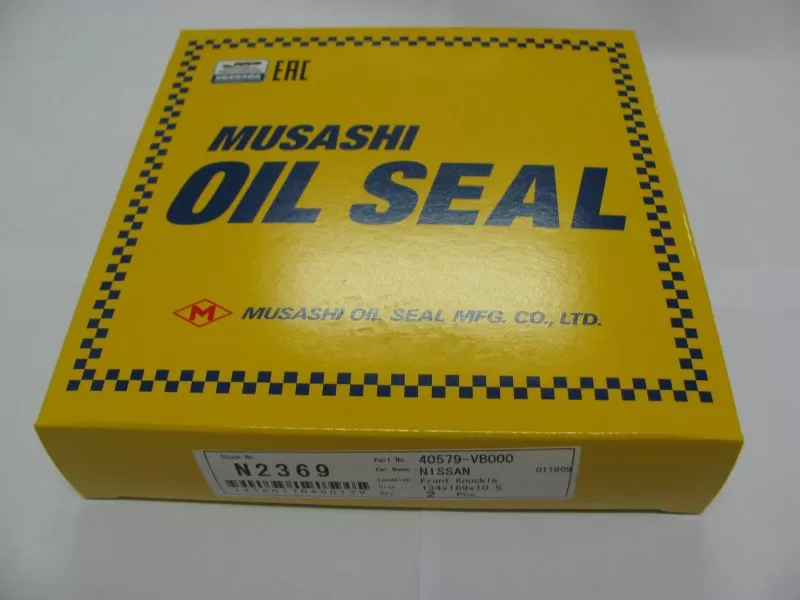 EAC
MUSASHI
OIL SEAL
M
MUSASHI OIL SEAL MFG. CO., LTD.
Stock No
N2369
Part No 40579-VB000
Car Name NISSAN
011909
Location Front Knuckle
Size 134x169x10.5
Qty 2 Pcs